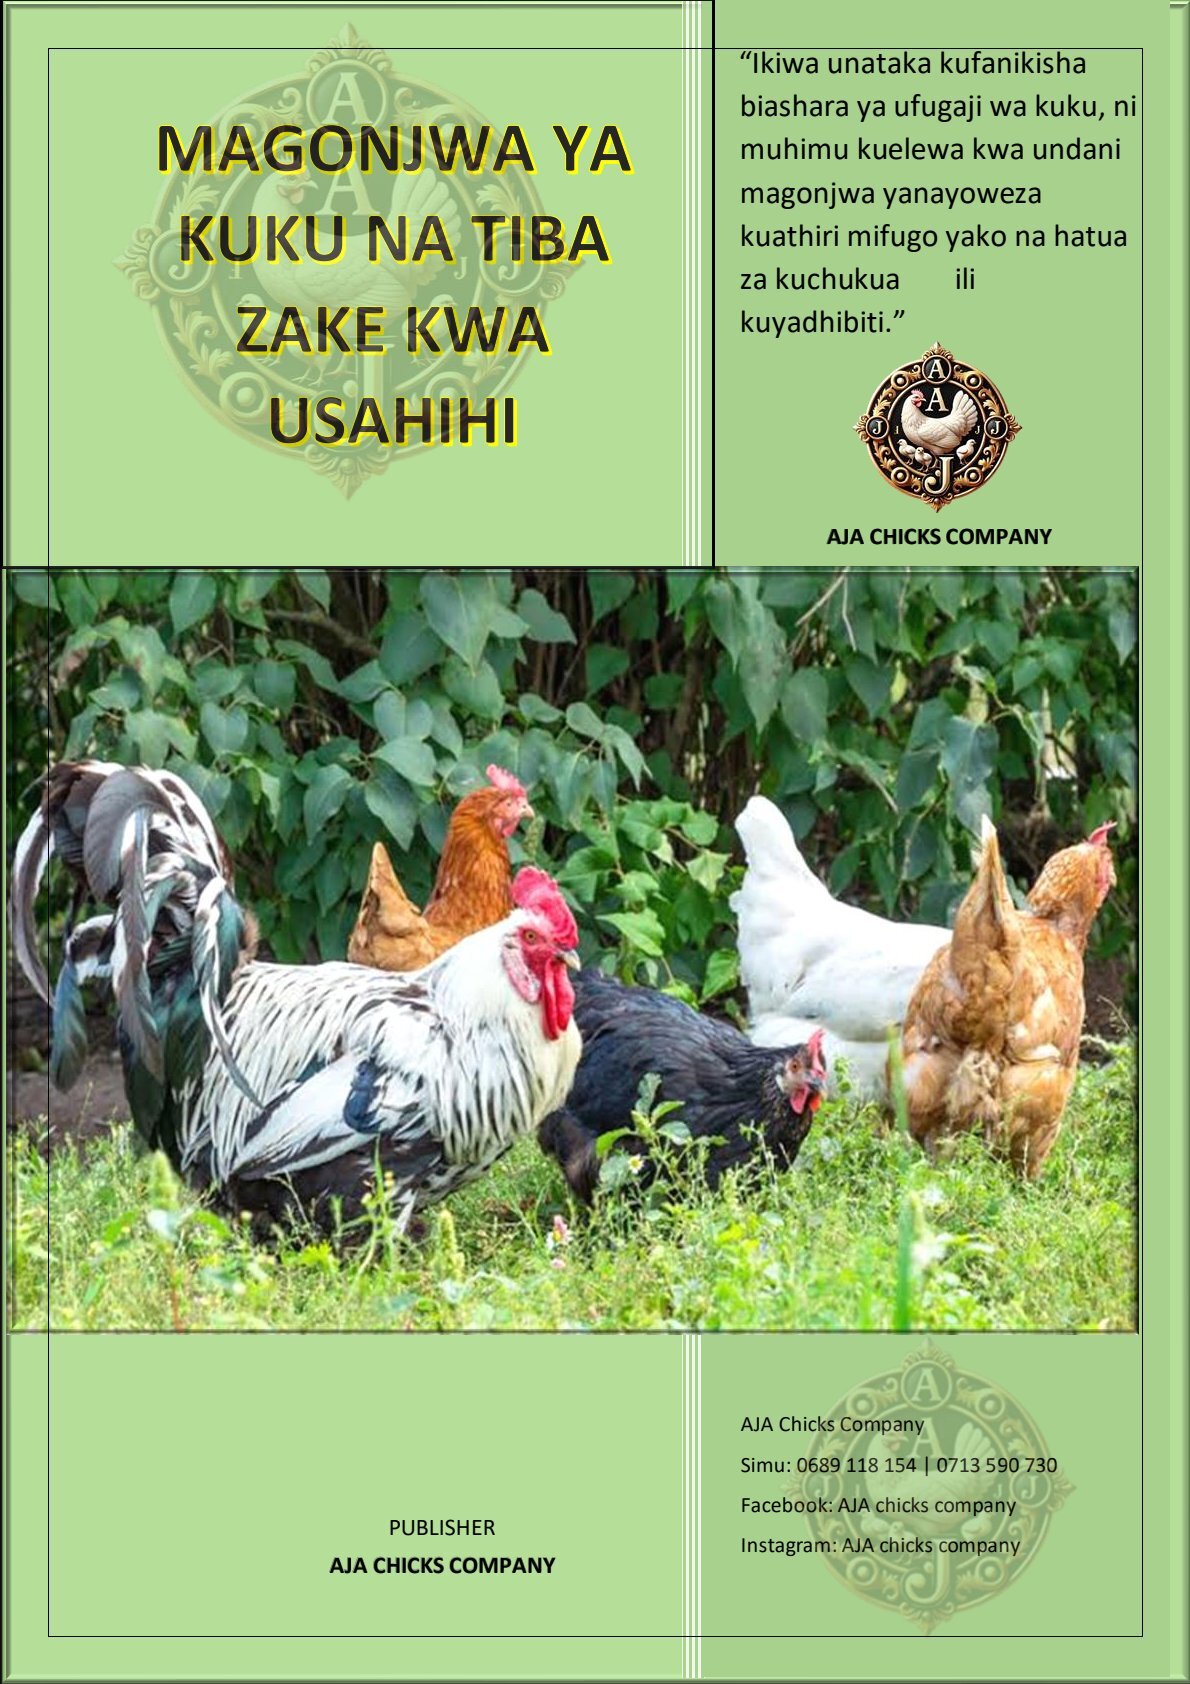 MAGONJWA YA
KUKU NA TIBA
ZAKE KWA
USAHIHI
“Ikiwa unataka kufanikisha
biashara ya ufugaji wa kuku, ni
muhimu kuelewa kwa undani
magonjwa yanayoweza
kuathiri mifugo yako na hatua
za kuchukua ili
kuyadhibiti.”
A
A
J J J J
J
AJA CHICKS COMPANY
PUBLISHER
AJA CHICKS COMPANY
AJA Chicks Company
Simu: 0689 118 154 | 0713 590 730
Facebook: AJA chicks company
Instagram: AJA chicks company